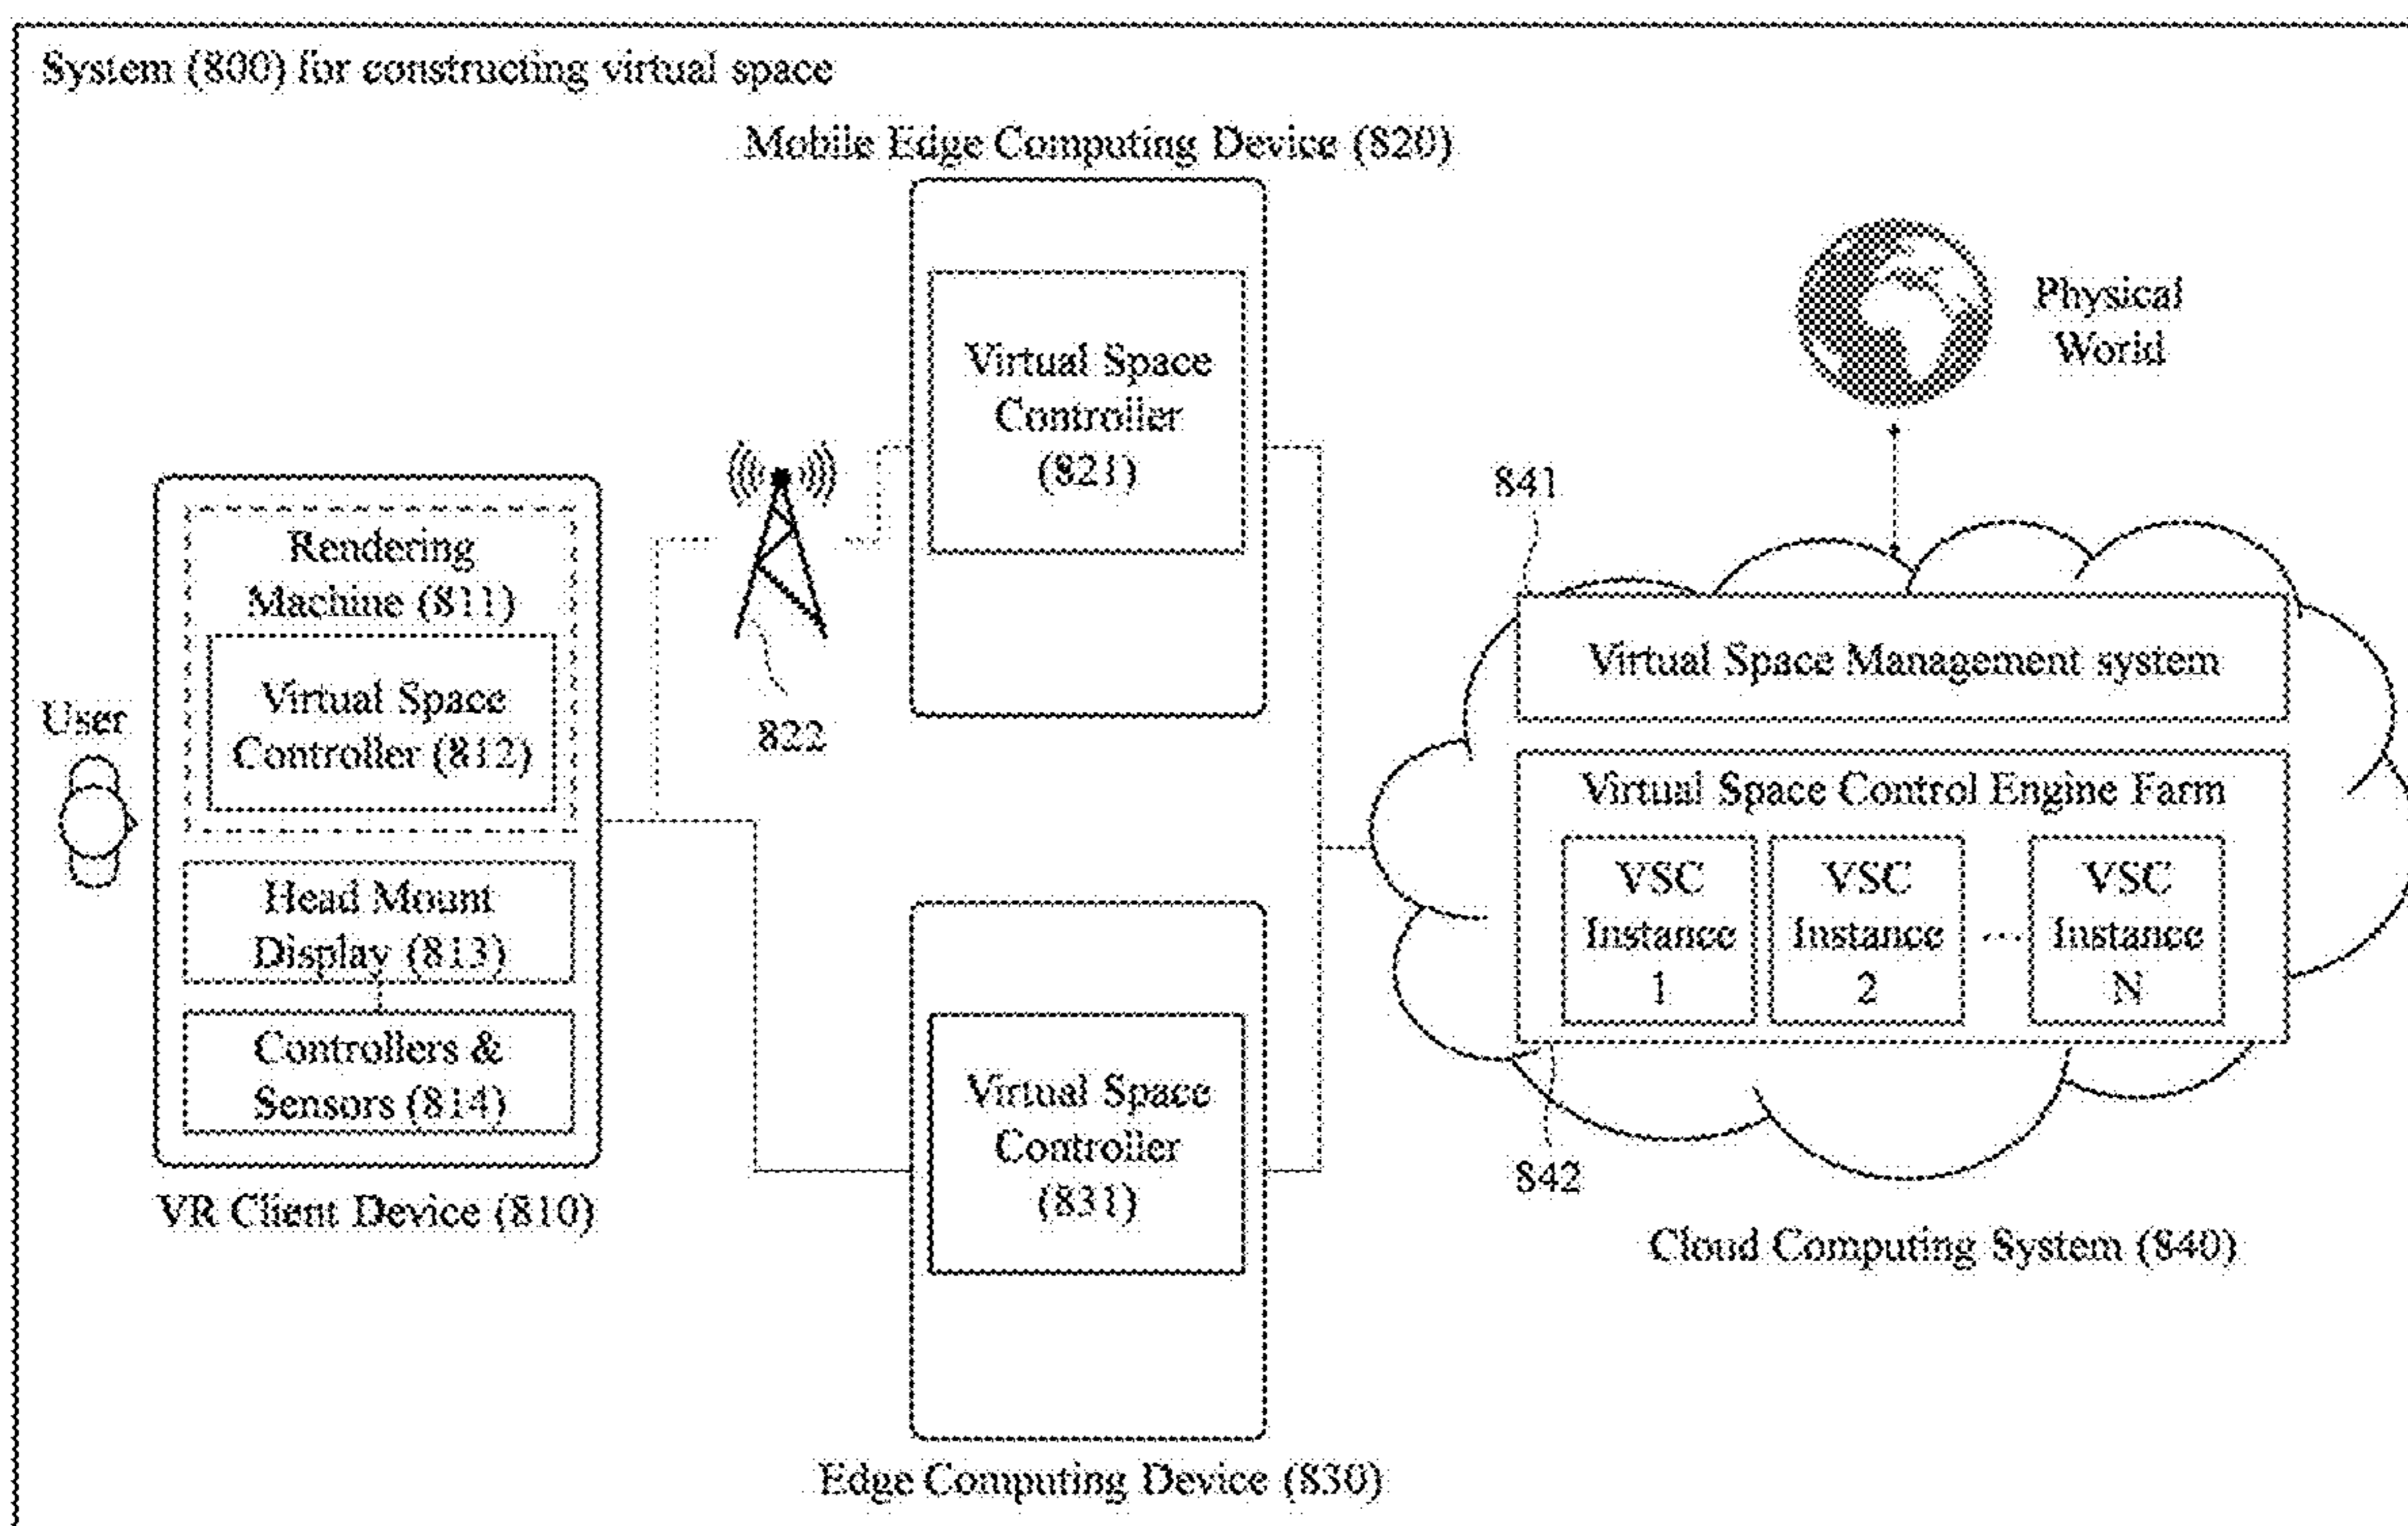 System (800) for constructing virtual space
Mobile Edge Computing Device (820)
Virtual Space
Controller
(821)
Physical
World
841
Rendering
Machine (811)
Virtual Space
Controller (812)
User
822
Head Mount
Display (813)
Controllers &
Sensors (814)
VR Client Device (810)
Virtual Space
Controller
(831)
Edge Computing Device (830)
Virtual Space Management system
Virtual Space Control Engine Farm
VSC
Instance
1
VSC
Instance
2
...
VSC
Instance
N
842
Cloud Computing System (840)